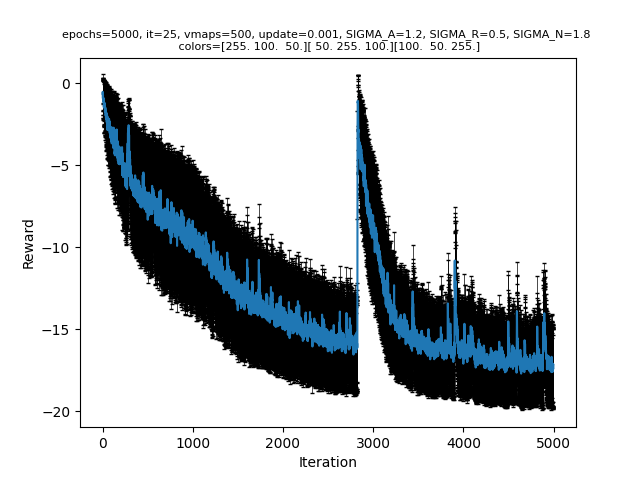 epochs=5000, it=25, vmaps=500, update=0.001, SIGMA_A=1.2, SIGMA_R=0.5, SIGMA_N=1.8
colors=[255. 100.  50.][ 50. 255. 100.][100.  50. 255.]
0
−5
−10
−15
−20
Reward
0 1000 2000 3000 4000 5000
Iteration